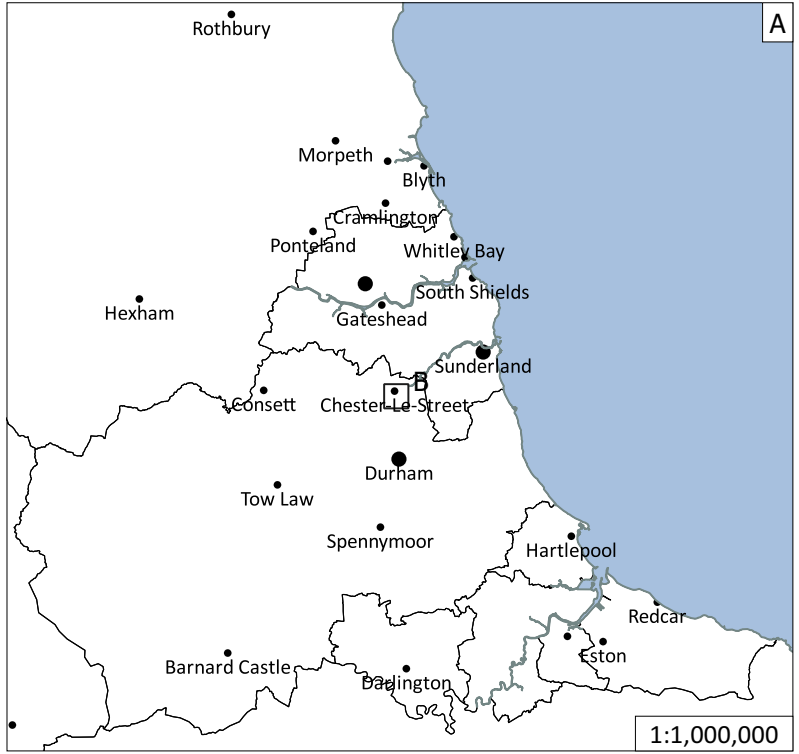 A
Rothbury
Morpeth
Blyth
Cramlington
Ponteland
Whitley Bay
South Shields
Hexham
Gateshead
Sunderland
B
Consett
Chester-Le-Street
Durham
Tow Law
Spennymoor
Hartlepool
Redcar
Eston
Barnard Castle
Darlington
1:1,000,000